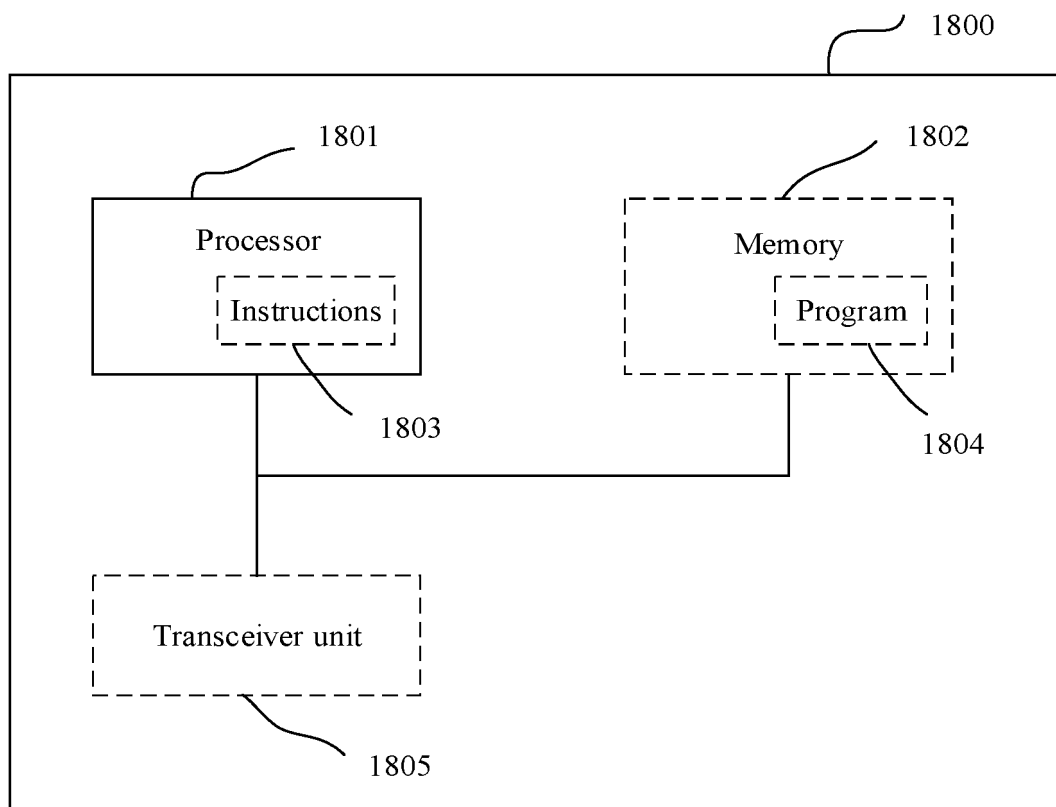 1800
1801
1802
Processor
Memory
Instructions
Program
1803
1804
Transceiver unit
1805